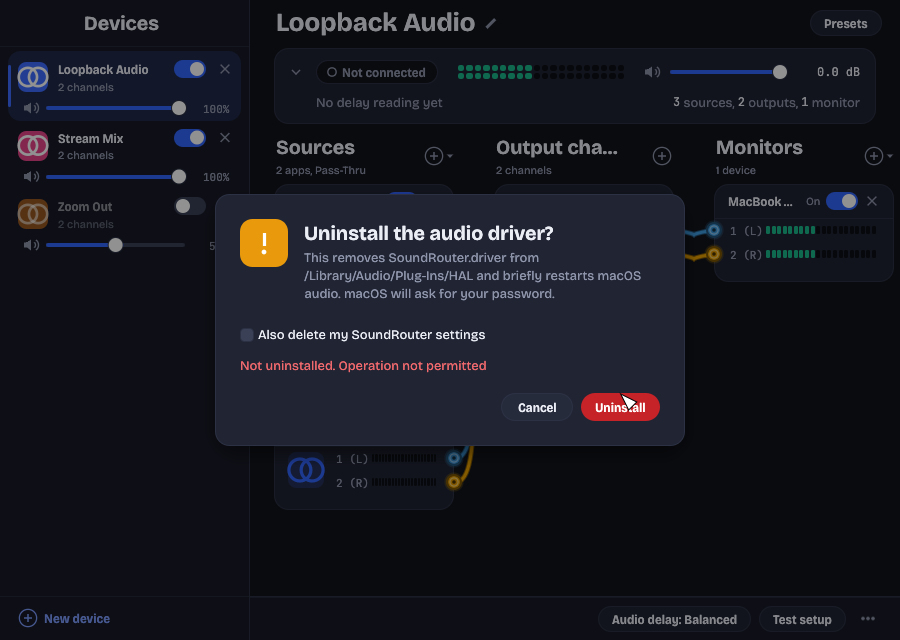 Devices
Loopback Audio
2 channels
100%
Stream Mix
2 channels
100%
Zoom Out
2 channels
New device
Loopback Audio
Presets
Not connected
0.0 dB
No delay reading yet
3 sources, 2 outputs, 1 monitor
Sources
2 apps, Pass-Thru
Output cha...
2 channels
Monitors
1 device
MacBook ...
On
1 (L)
2 (R)
Uninstall the audio driver?
This removes SoundRouter.driver from
/Library/Audio/Plug-Ins/HAL and briefly restarts macOS
audio. macOS will ask for your password.
Also delete my SoundRouter settings
Not uninstalled. Operation not permitted
Cancel
Uninstall
1 (L)
2 (R)
Audio delay: Balanced
Test setup